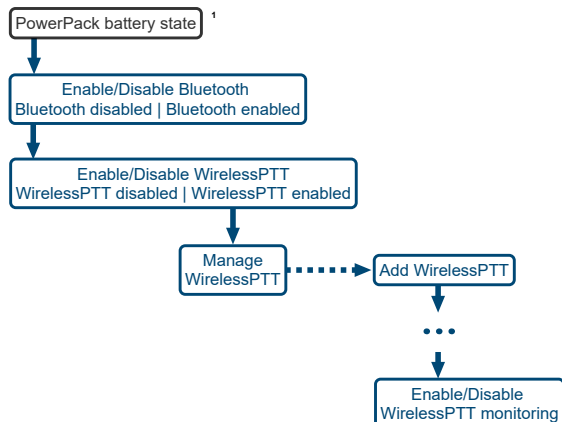 PowerPack battery state ¹
Enable/Disable Bluetooth
Bluetooth disabled | Bluetooth enabled
Enable/Disable WirelessPTT
WirelessPTT disabled | WirelessPTT enabled
Manage
WirelessPTT
Add WirelessPTT
...
Enable/Disable
WirelessPTT monitoring